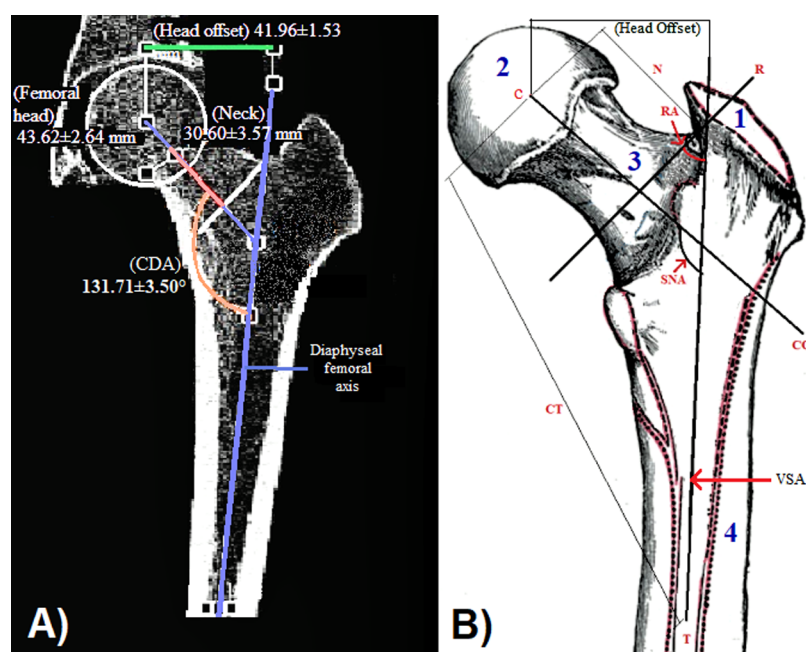 (Head offset) 41.96±1.53
(Femoral
head)
43.62±2.64 mm
(Neck)
30.60±3.57 mm
(CDA)
131.71±3.50°
Diaphyseal
femoral
axis
A)
(Head Offset)
2
N
R
C
RA
1
3
SNA
CC
CT
VSA
4
T
B)